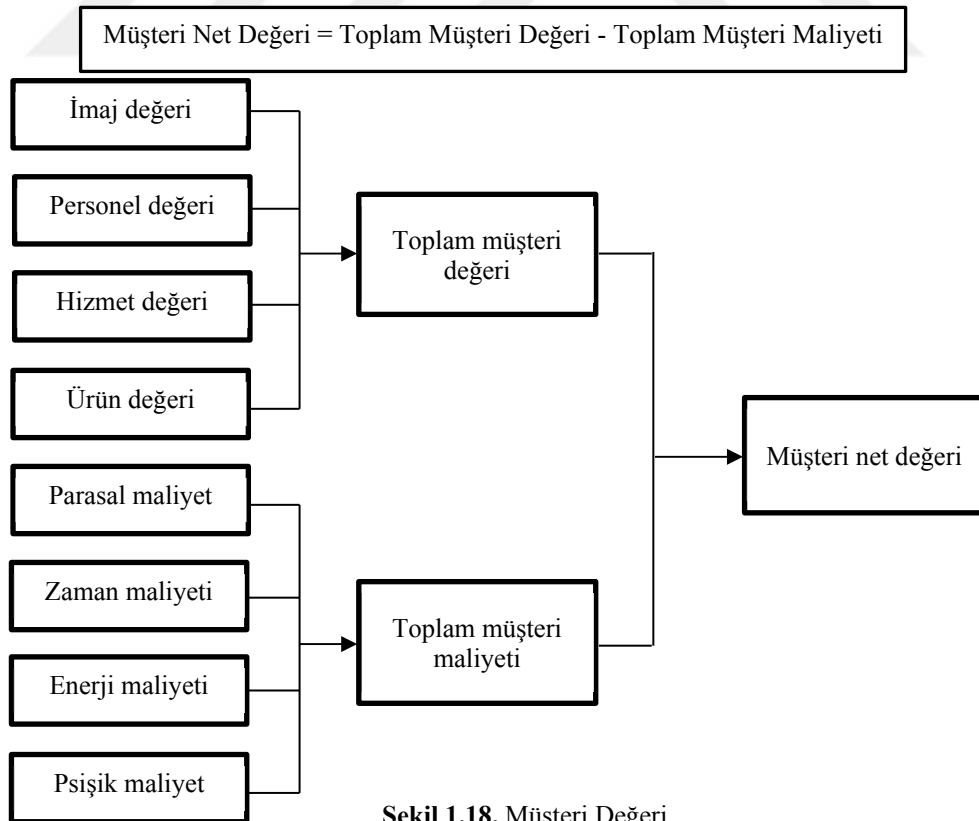 Müşteri Net Değeri = Toplam Müşteri Değeri - Toplam Müşteri Maliyeti
İmaj değeri
Personel değeri
Hizmet değeri
Ürün değeri
Toplam müşteri
değeri
Parasal maliyet
Zaman maliyeti
Enerji maliyeti
Psişik maliyet
Toplam müşteri
maliyeti
Müşteri net değeri
Şekil 1.18. Müşteri Değeri